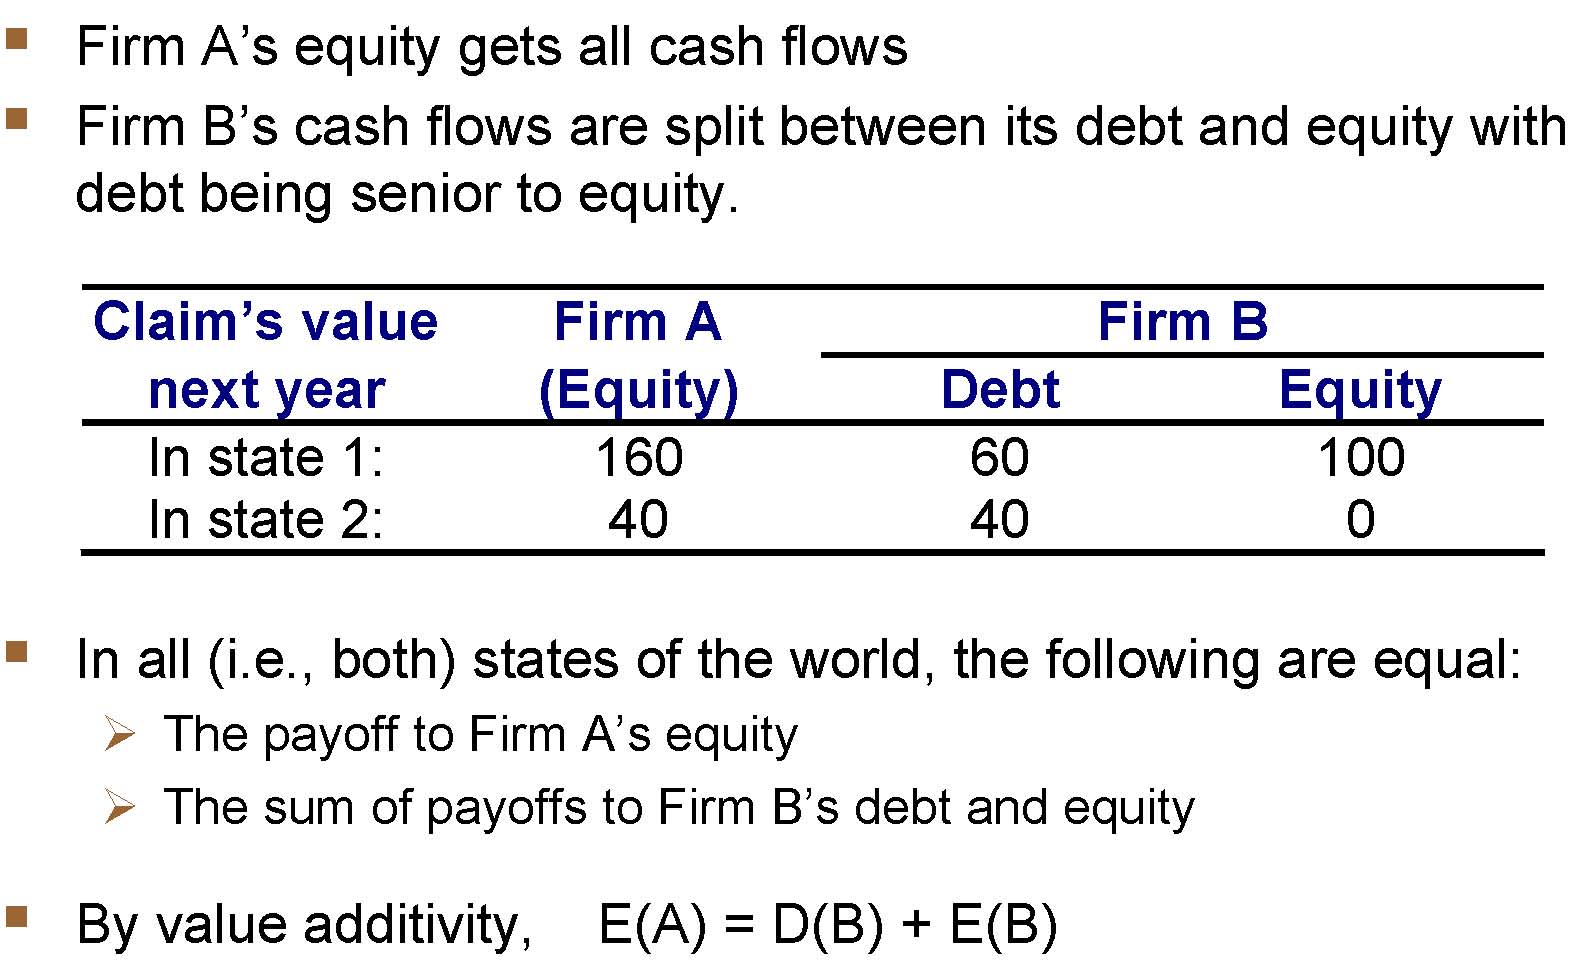 Firm A’s equity gets all cash flows
Firm B’s cash flows are split between its debt and equity with
debt being senior to equity.
Claim’s value Firm A Firm B
next year (Equity) Debt Equity
In state 1: 160 60 100
In state 2: 40 40 0
In all (i.e., both) states of the world, the following are equal:
The payoff to Firm A’s equity
The sum of payoffs to Firm B’s debt and equity
By value additivity, E(A) = D(B) + E(B)